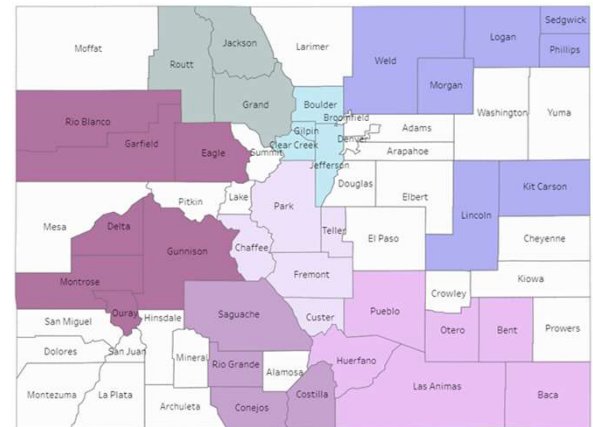 Moffat
Routt
Jackson
Larimer
Weld
Logan
Sedgwick
Phillips
Morgan
Grand
Boulder
Washington
Yuma
Rio Blanco
Garfield
Eagle
Summit
Gilpin
Broomfield
Clear Creek
Denver
Adams
Arapahoe
Jefferson
Douglas
Elbert
Lincoln
Kit Carson
Pitkin
Lake
Park
Mesa
Delta
Gunnison
Chaffee
Teller
El Paso
Cheyenne
Montrose
Fremont
Kiowa
Crowley
Ouray
Hinsdale
Saguache
Custer
Pueblo
San Miguel
Otero
Bent
Prowers
Dolores
San Juan
Mineral
Rio Grande
Alamosa
Huerfano
Montezuma
La Plata
Archuleta
Conejos
Costilla
Las Animas
Baca